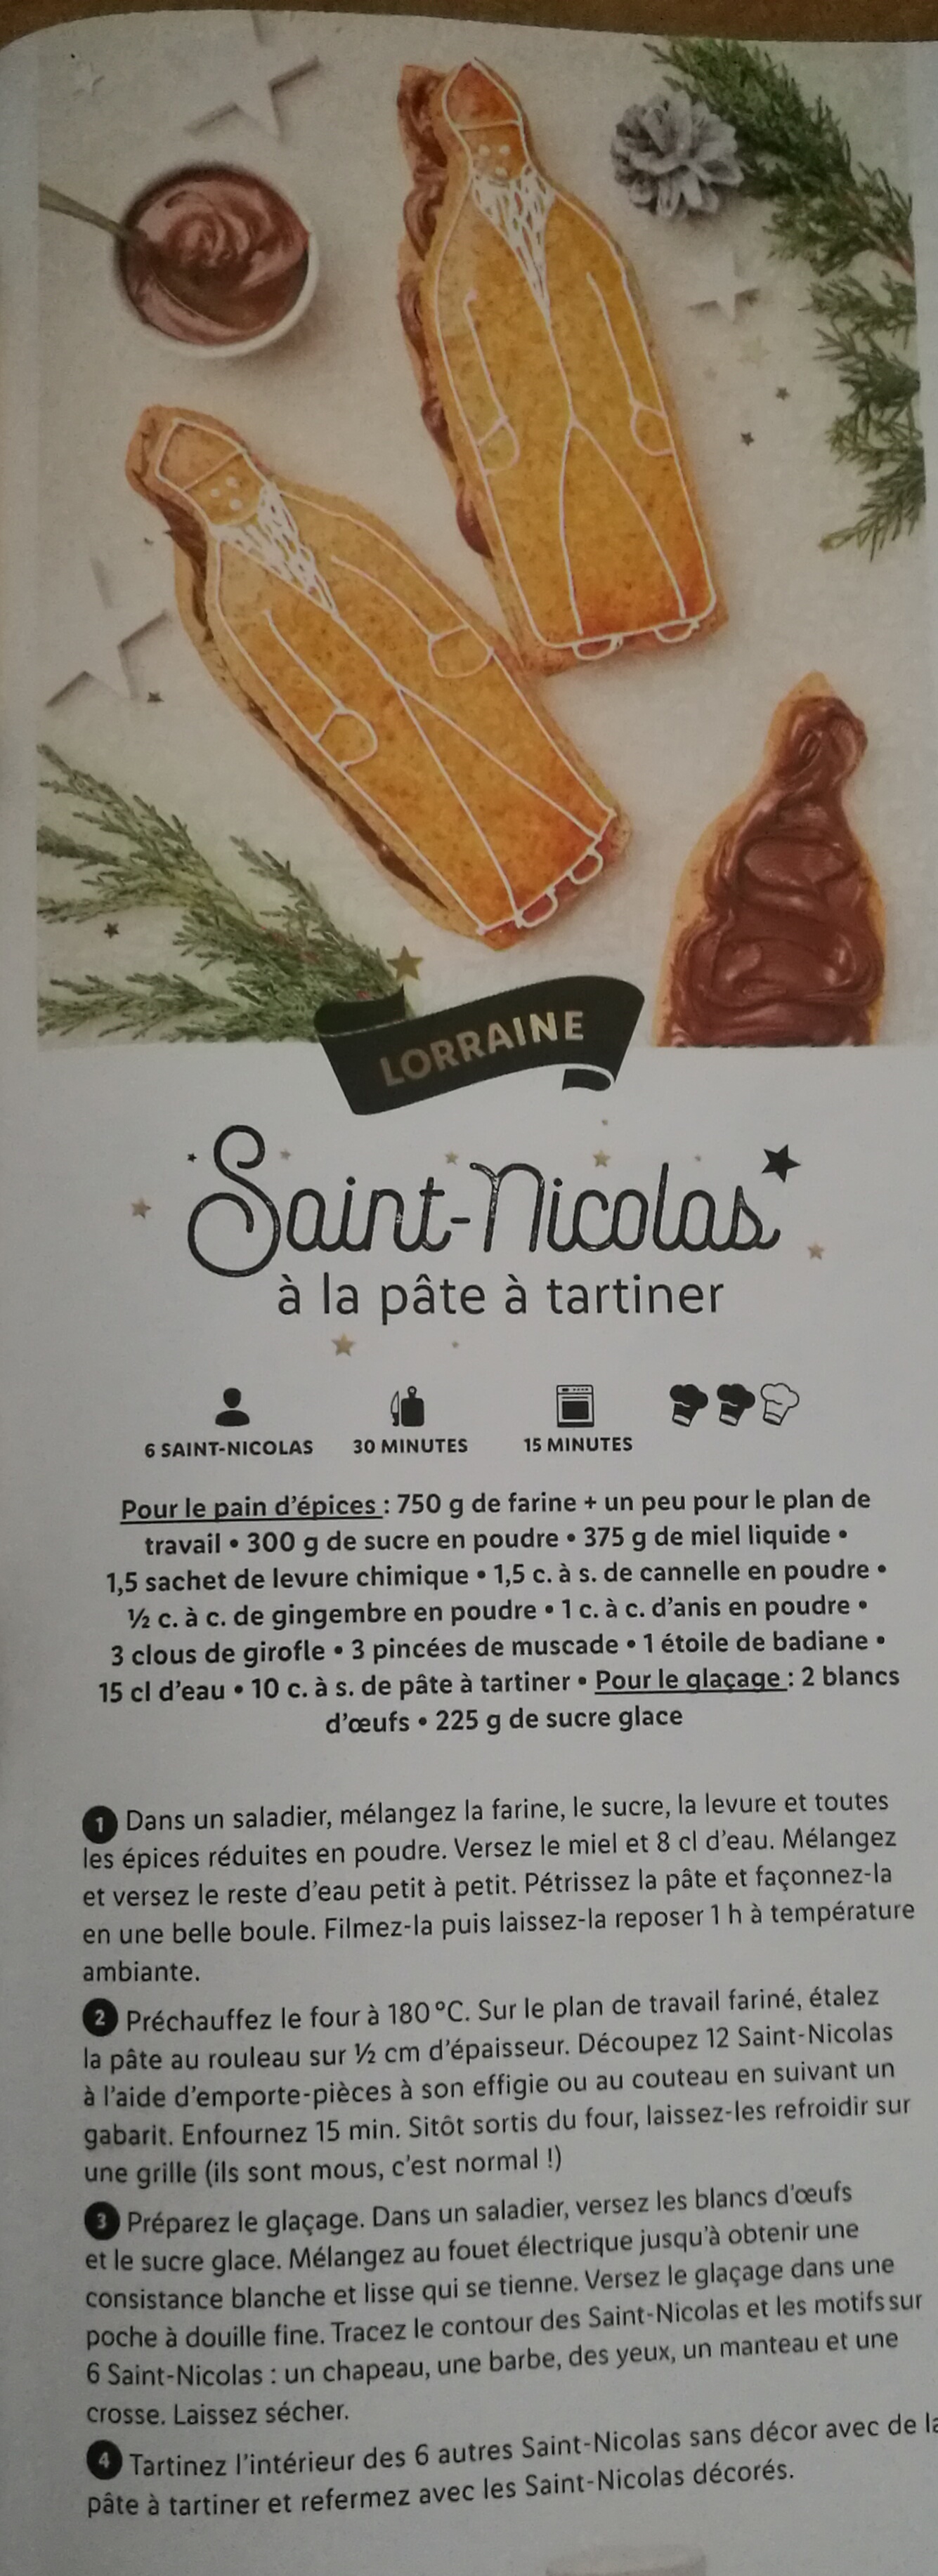 LORRAINE
Saint-Nicolas
à la pâte à tartiner
6 SAINT-NICOLAS 30 MINUTES 15 MINUTES
Pour le pain d'épices : 750 g de farine + un peu pour le plan de
travail • 300 g de sucre en poudre • 375 g de miel liquide •
1,5 sachet de levure chimique • 1,5 c. à s. de cannelle en poudre •
½ c. à c. de gingembre en poudre • 1 c. à c. d'anis en poudre •
3 clous de girofle • 3 pincées de muscade • 1 étoile de badiane •
15 cl d'eau • 10 c. à s. de pâte à tartiner • Pour le glaçage : 2 blancs
d'œufs • 225 g de sucre glace
1 Dans un saladier, mélangez la farine, le sucre, la levure et toutes
les épices réduites en poudre. Versez le miel et 8 cl d'eau. Mélangez
et versez le reste d'eau petit à petit. Pétrissez la pâte et façonnez-la
en une belle boule. Filmez-la puis laissez-la reposer 1 h à température
ambiante.
2 Préchauffez le four à 180 °C. Sur le plan de travail fariné, étalez
la pâte au rouleau sur ½ cm d'épaisseur. Découpez 12 Saint-Nicolas
à l'aide d'emporte-pièces à son effigie ou au couteau en suivant un
gabarit. Enfournez 15 min. Sitôt sortis du four, laissez-les refroidir sur
une grille (ils sont mous, c'est normal !)
3 Préparez le glaçage. Dans un saladier, versez les blancs d'œufs
et le sucre glace. Mélangez au fouet électrique jusqu'à obtenir une
consistance blanche et lisse qui se tienne. Versez le glaçage dans une
poche à douille fine. Tracez le contour des Saint-Nicolas et les motifs sur
6 Saint-Nicolas : un chapeau, une barbe, des yeux, un manteau et une
crosse. Laissez sécher.
4 Tartinez l'intérieur des 6 autres Saint-Nicolas sans décor avec de la
pâte à tartiner et refermez avec les Saint-Nicolas décorés.